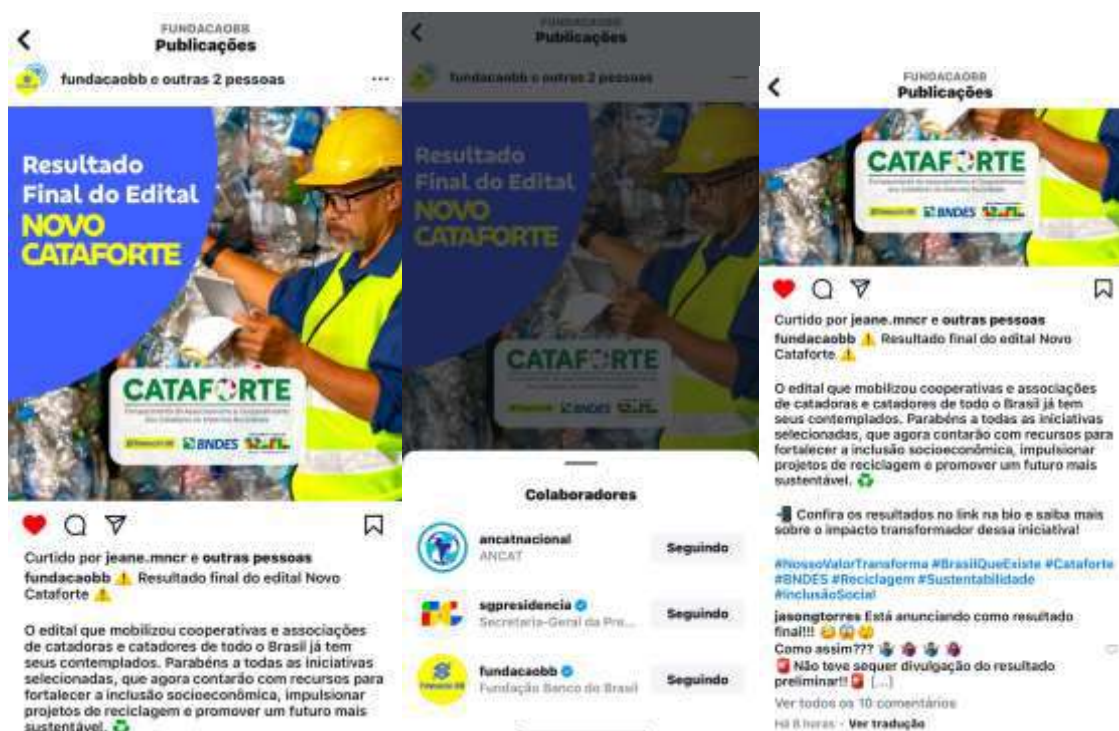 FUNDACAOBB
Publicações
fundacaobb e outras 2 pessoas
Resultado
Final do Edital
NOVO
CATAFORTE
CATAFORTE
BNDES
Curtido por jeane.mncr e outras pessoas
fundacaobb ⚠️ Resultado final do edital Novo
Cataforte ⚠️
O edital que mobilizou cooperativas e associações
de catadoras e catadores de todo o Brasil já tem
seus contemplados. Parabéns a todas as iniciativas
selecionadas, que agora contarão com recursos para
fortalecer a inclusão socioeconômica, impulsionar
projetos de reciclagem e promover um futuro mais
sustentável. ♻️
FUNDACAOBB
Publicações
fundacaobb e outras 2 pessoas
Resultado
Final do Edital
NOVO
CATAFORTE
CATAFORTE
BNDES
Colaboradores
ancatnacional
ANCAT
Seguindo
sgpresidencia
Secretaria-Geral da Pre...
Seguindo
fundacaobb
Fundação Banco do Brasil
Seguindo
FUNDACAOBB
Publicações
CATAFORTE
BNDES
Curtido por jeane.mncr e outras pessoas
fundacaobb ⚠️ Resultado final do edital Novo
Cataforte ⚠️
O edital que mobilizou cooperativas e associações
de catadoras e catadores de todo o Brasil já tem
seus contemplados. Parabéns a todas as iniciativas
selecionadas, que agora contarão com recursos para
fortalecer a inclusão socioeconômica, impulsionar
projetos de reciclagem e promover um futuro mais
sustentável. ♻️
📲 Confira os resultados no link na bio e saiba mais
sobre o impacto transformador dessa iniciativa!
#NossoValorTransforma #BrasilQueExiste #Cataforte
#BNDES #Reciclagem #Sustentabilidade
#InclusãoSocial
jasongtorres Está anunciando como resultado
final!!!
Como assim???
🚨 Não teve sequer divulgação do resultado
preliminar!! 🚨 [...]
Ver todos os 10 comentários
Há 8 horas · Ver tradução